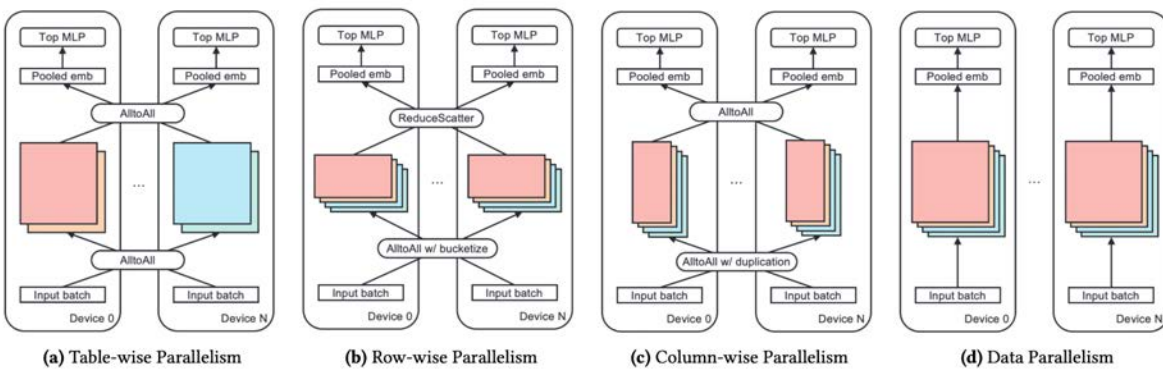 Top MLP
Top MLP
Pooled emb
Pooled emb
AlltoAll
...
AlltoAll
Input batch
Input batch
Device 0
Device N
(a) Table-wise Parallelism
Top MLP
Top MLP
Pooled emb
Pooled emb
ReduceScatter
...
AlltoAll w/ bucketize
Input batch
Input batch
Device 0
Device N
(b) Row-wise Parallelism
Top MLP
Top MLP
Pooled emb
Pooled emb
AlltoAll
...
AlltoAll w/ duplication
Input batch
Input batch
Device 0
Device N
(c) Column-wise Parallelism
Top MLP
Top MLP
Pooled emb
Pooled emb
...
Input batch
Input batch
Device 0
Device N
(d) Data Parallelism